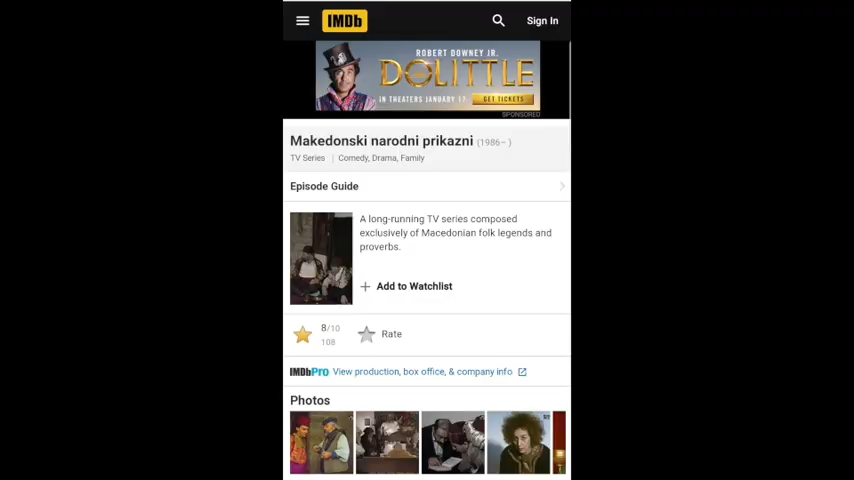 IMDb
Sign In
ROBERT DOWNEY JR.
DOLITTLE
IN THEATERS JANUARY 17 GET TICKETS
SPONSORED
Makedonski narodni prikazni (1986– )
TV Series | Comedy, Drama, Family
Episode Guide
A long-running TV series composed
exclusively of Macedonian folk legends and
proverbs.
+ Add to Watchlist
8/10
108
Rate
IMDbPro View production, box office, & company info
Photos